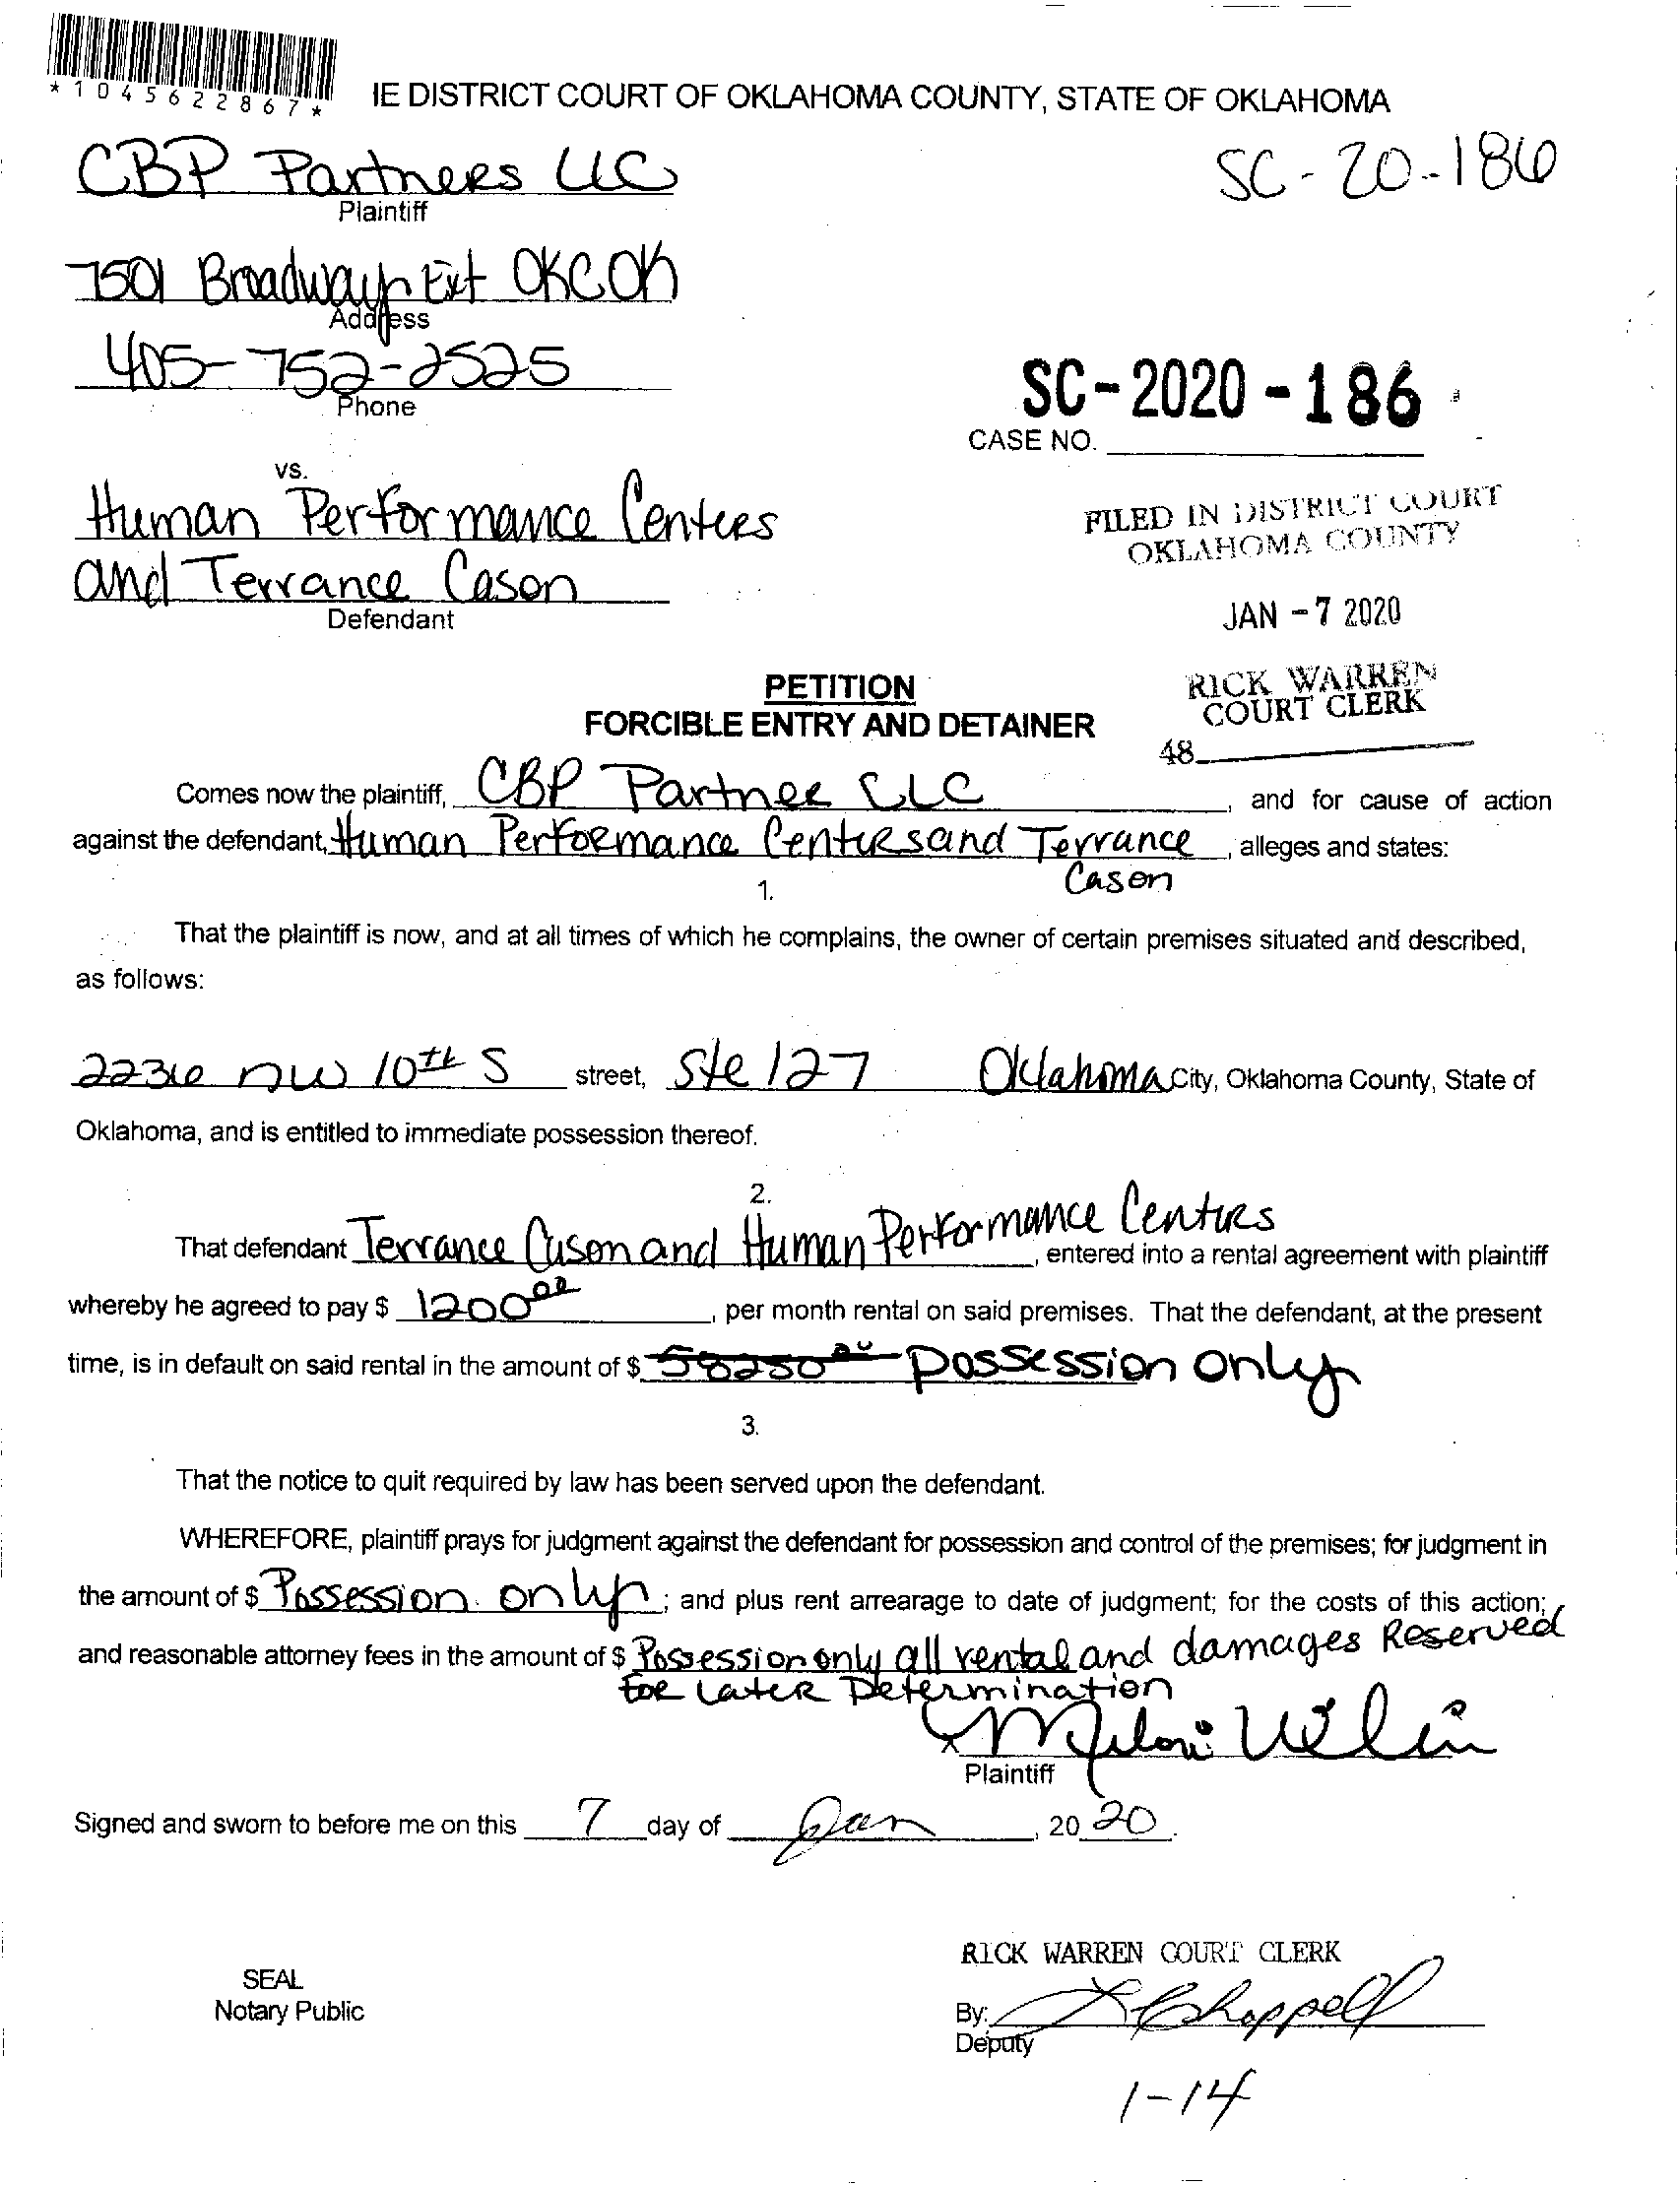 *1045622867*
IE DISTRICT COURT OF OKLAHOMA COUNTY, STATE OF OKLAHOMA
CBP Partners LLC
SC-20-186
Plaintiff
7501 Broadway Ext OKC OK
Address
405-752-2525
Phone
SC-2020-186
CASE NO.
vs.
Human Performance Centers
and Terrance Cason
Defendant
FILED IN DISTRICT COURT
OKLAHOMA COUNTY
JAN -7 2020
RICK WARREN
COURT CLERK
48
PETITION
FORCIBLE ENTRY AND DETAINER
Comes now the plaintiff, CBP Partner LLC, and for cause of action
against the defendant, Human Performance Centers and Terrance, alleges and states:
Cason
1.
That the plaintiff is now, and at all times of which he complains, the owner of certain premises situated and described,
as follows:
2236 NW 10th S street, Ste 127 Oklahoma City, Oklahoma County, State of
Oklahoma, and is entitled to immediate possession thereof.
2.
That defendant Terrance Cason and Human Performance Centers, entered into a rental agreement with plaintiff
whereby he agreed to pay $ 1200 00, per month rental on said premises. That the defendant, at the present
time, is in default on said rental in the amount of $ 58250 00 possession only
3.
That the notice to quit required by law has been served upon the defendant.
WHEREFORE, plaintiff prays for judgment against the defendant for possession and control of the premises; for judgment in
the amount of $ Possession only; and plus rent arrearage to date of judgment; for the costs of this action;
and reasonable attorney fees in the amount of $ Possession only all rental and damages Reserved
For Later Determination
x
Plaintiff
Signed and sworn to before me on this 7 day of Jan, 2020.
RICK WARREN COURT CLERK
SEAL
Notary Public
By: Chappell
Deputy
1-14